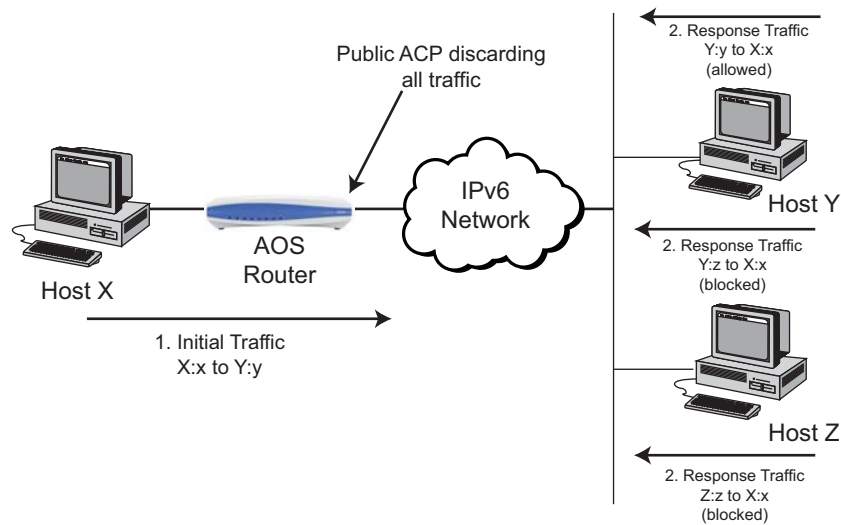 2. Response Traffic
Y:y to X:x
(allowed)
Public ACP discarding
all traffic
IPv6
Network
Host Y
AOS
Router
Host X
2. Response Traffic
Y:z to X:x
(blocked)
1. Initial Traffic
X:x to Y:y
Host Z
2. Response Traffic
Z:z to X:x
(blocked)